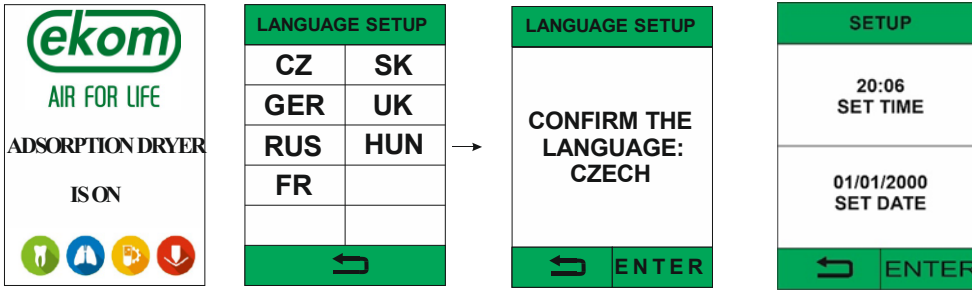 ekom
AIR FOR LIFE
ADSORPTION DRYER
IS ON
LANGUAGE SETUP
CZ SK
GER UK
RUS HUN
FR
LANGUAGE SETUP
CONFIRM THE
LANGUAGE:
CZECH
ENTER
SETUP
20:06
SET TIME
01/01/2000
SET DATE
ENTER